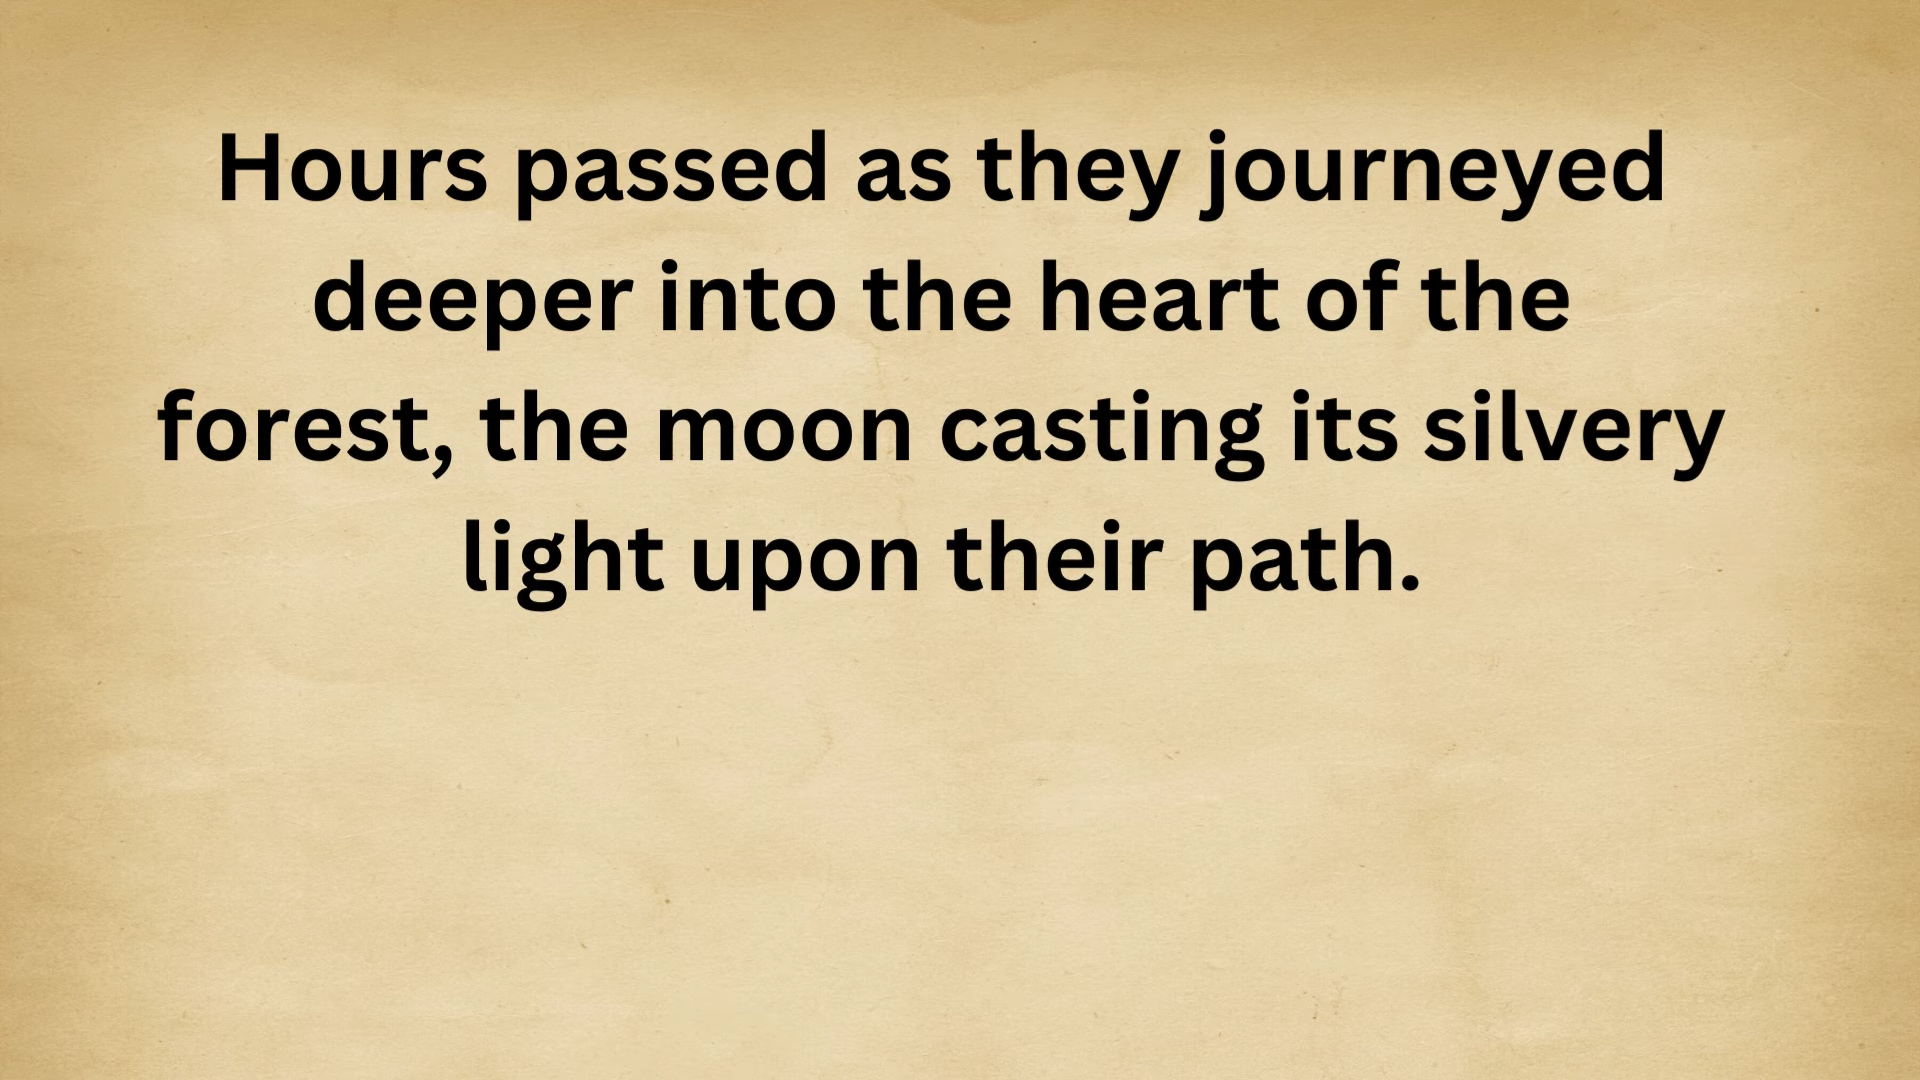 Hours passed as they journeyed
deeper into the heart of the
forest, the moon casting its silvery
light upon their path.